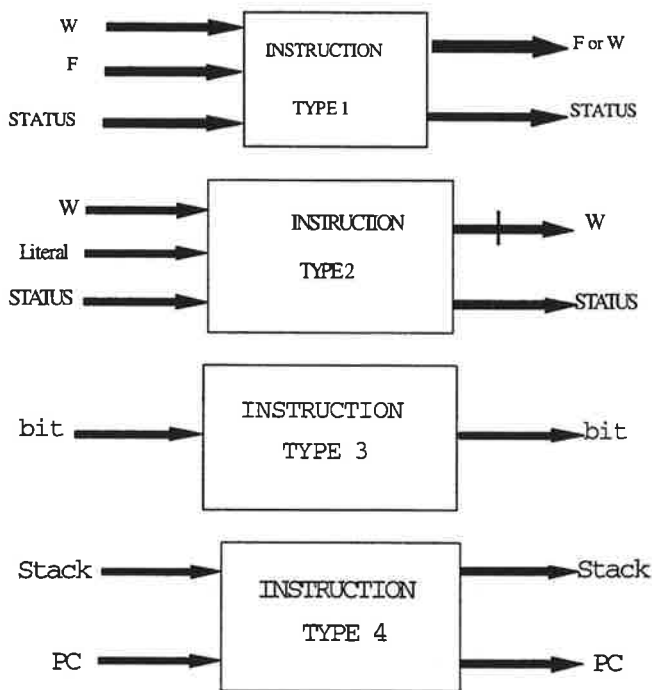 W
F
STATUS
INSTRUCTION
TYPE 1
F or W
STATUS
W
Literal
STATUS
INSTRUCTION
TYPE 2
W
STATUS
bit
INSTRUCTION
TYPE 3
bit
Stack
PC
INSTRUCTION
TYPE 4
Stack
PC